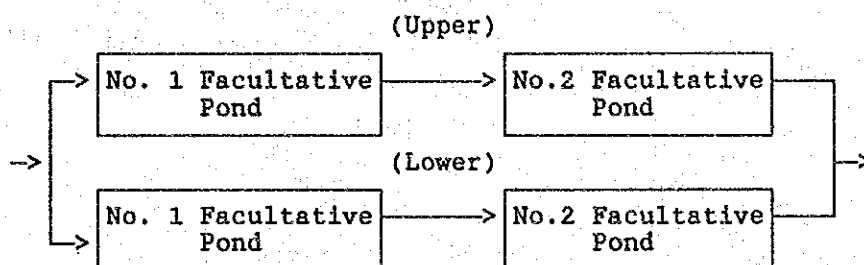 (Upper)
No. 1 Facultative Pond
No.2 Facultative Pond
(Lower)
No. 1 Facultative Pond
No.2 Facultative Pond